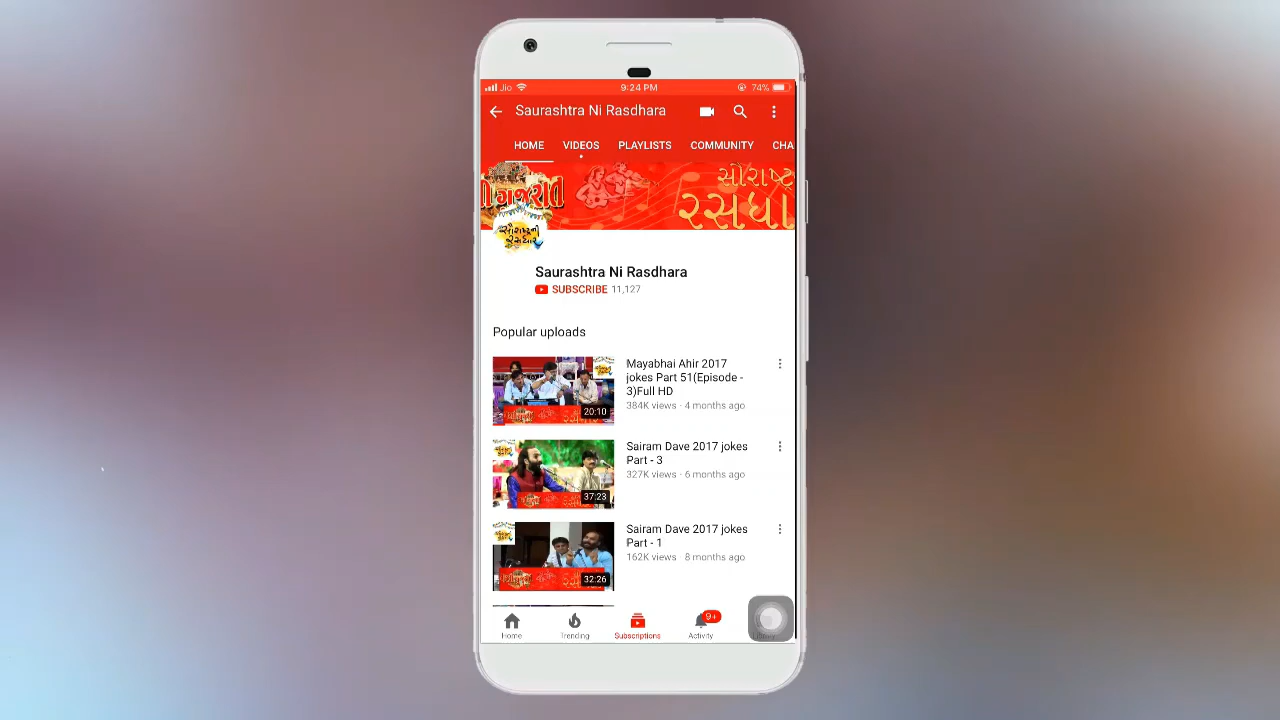 Jio
9:24 PM
74%
Saurashtra Ni Rasdhara
HOME
VIDEOS
PLAYLISTS
COMMUNITY
CHA
સૌરાષ્ટ્ર
રસધા
સૌરાષ્ટ્રની
રસધાર
Saurashtra Ni Rasdhara
SUBSCRIBE 11,127
Popular uploads
Mayabhai Ahir 2017
jokes Part 51(Episode -
3)Full HD
384K views · 4 months ago
20:10
Sairam Dave 2017 jokes
Part - 3
327K views · 6 months ago
37:23
Sairam Dave 2017 jokes
Part - 1
162K views · 8 months ago
32:26
9+
Home
Trending
Subscriptions
Activity